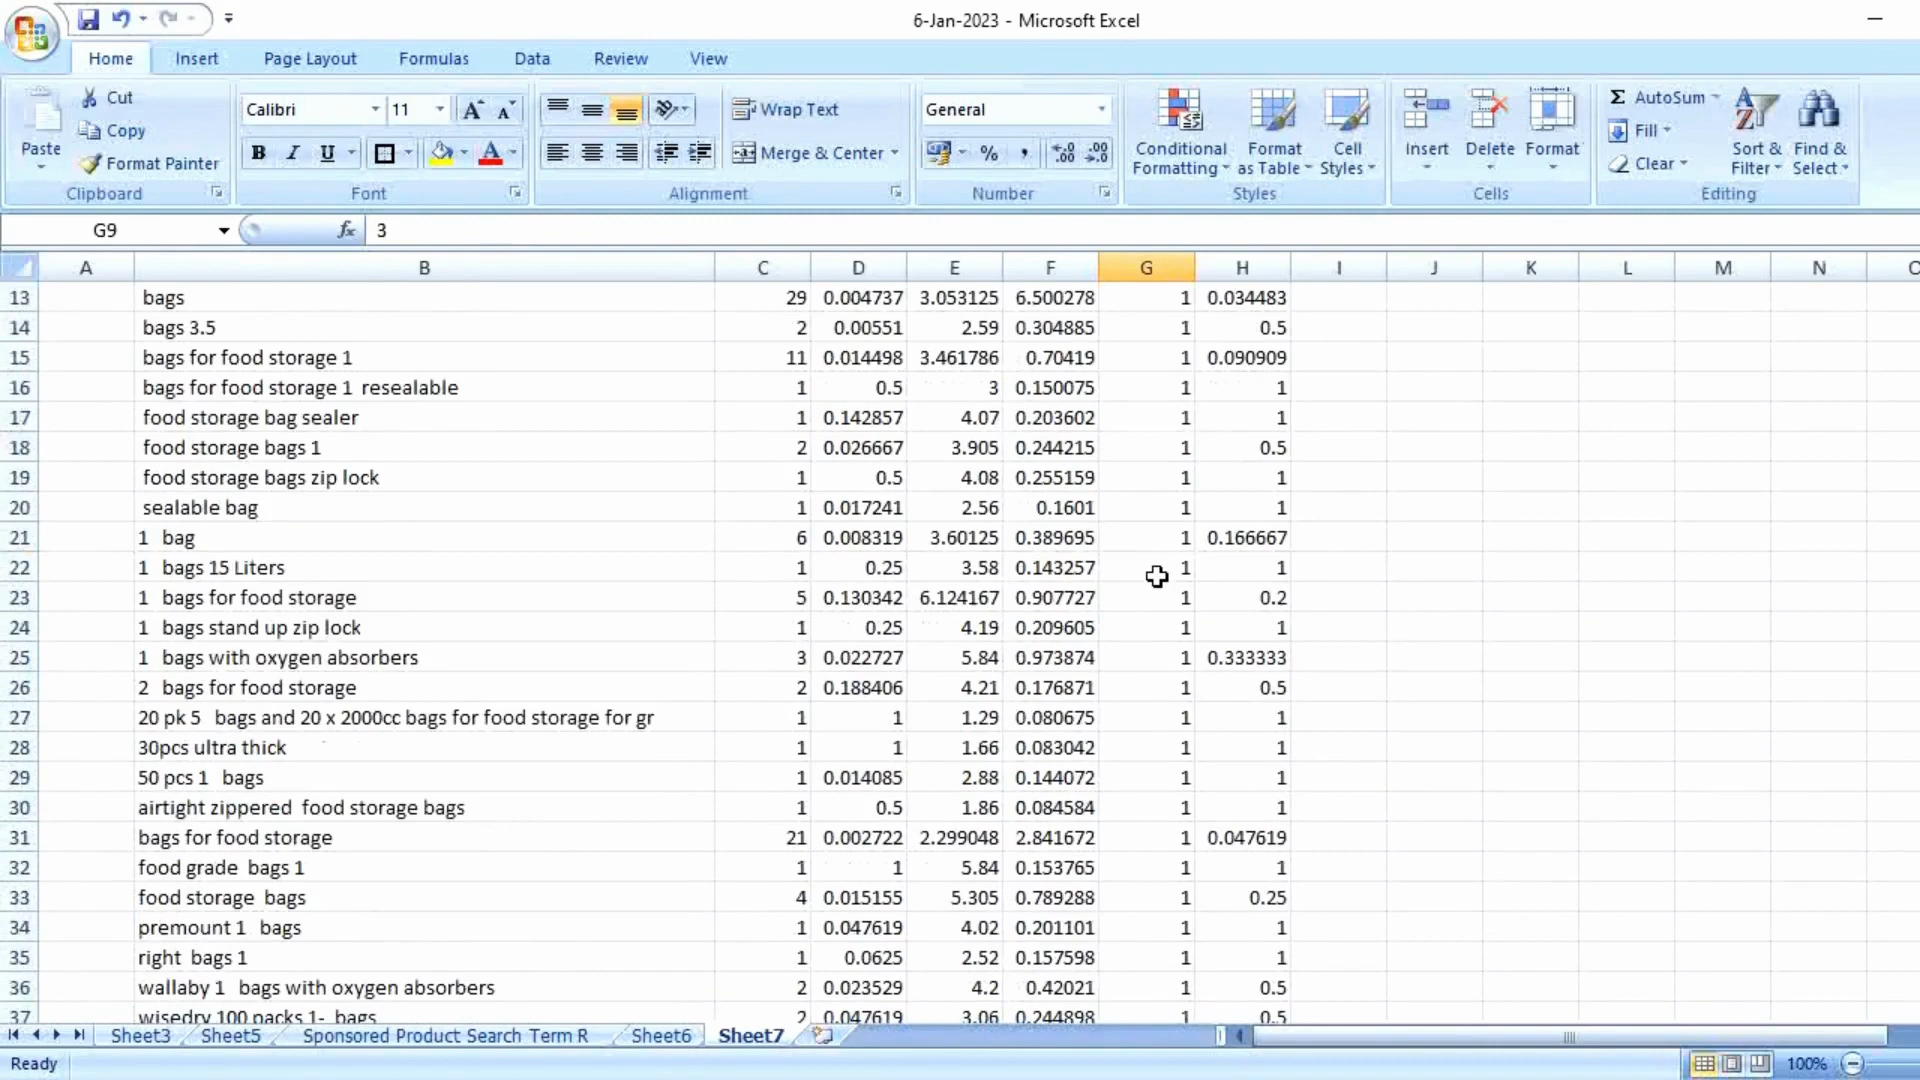 6-Jan-2023 - Microsoft Excel
Home Insert Page Layout Formulas Data Review View
Paste
Cut
Copy
Format Painter
Clipboard
Calibri 11
B I U
Font
Wrap Text
Merge & Center
Alignment
General
% ,
Number
Conditional Formatting
Format as Table
Cell Styles
Styles
Insert Delete Format
Cells
Σ AutoSum
Fill
Clear
Sort & Filter
Find & Select
Editing
G9 fx 3
A B C D E F G H I J K L M N O
13 bags 29 0.004737 3.053125 6.500278 1 0.034483
14 bags 3.5 2 0.00551 2.59 0.304885 1 0.5
15 bags for food storage 1 11 0.014498 3.461786 0.70419 1 0.090909
16 bags for food storage 1 resealable 1 0.5 3 0.150075 1 1
17 food storage bag sealer 1 0.142857 4.07 0.203602 1 1
18 food storage bags 1 2 0.026667 3.905 0.244215 1 0.5
19 food storage bags zip lock 1 0.5 4.08 0.255159 1 1
20 sealable bag 1 0.017241 2.56 0.1601 1 1
21 1 bag 6 0.008319 3.60125 0.389695 1 0.166667
22 1 bags 15 Liters 1 0.25 3.58 0.143257 1 1
23 1 bags for food storage 5 0.130342 6.124167 0.907727 1 0.2
24 1 bags stand up zip lock 1 0.25 4.19 0.209605 1 1
25 1 bags with oxygen absorbers 3 0.022727 5.84 0.973874 1 0.333333
26 2 bags for food storage 2 0.188406 4.21 0.176871 1 0.5
27 20 pk 5 bags and 20 x 2000cc bags for food storage for gr 1 1 1.29 0.080675 1 1
28 30pcs ultra thick 1 1 1.66 0.083042 1 1
29 50 pcs 1 bags 1 0.014085 2.88 0.144072 1 1
30 airtight zippered food storage bags 1 0.5 1.86 0.084584 1 1
31 bags for food storage 21 0.002722 2.299048 2.841672 1 0.047619
32 food grade bags 1 1 1 5.84 0.153765 1 1
33 food storage bags 4 0.015155 5.305 0.789288 1 0.25
34 premount 1 bags 1 0.047619 4.02 0.201101 1 1
35 right bags 1 1 0.0625 2.52 0.157598 1 1
36 wallaby 1 bags with oxygen absorbers 2 0.023529 4.2 0.42021 1 0.5
37 wisedry 100 packs 1- bags 2 0.047619 3.06 0.244898 1 0.5
Sheet3 Sheet5 Sponsored Product Search Term R Sheet6 Sheet7
Ready 100%